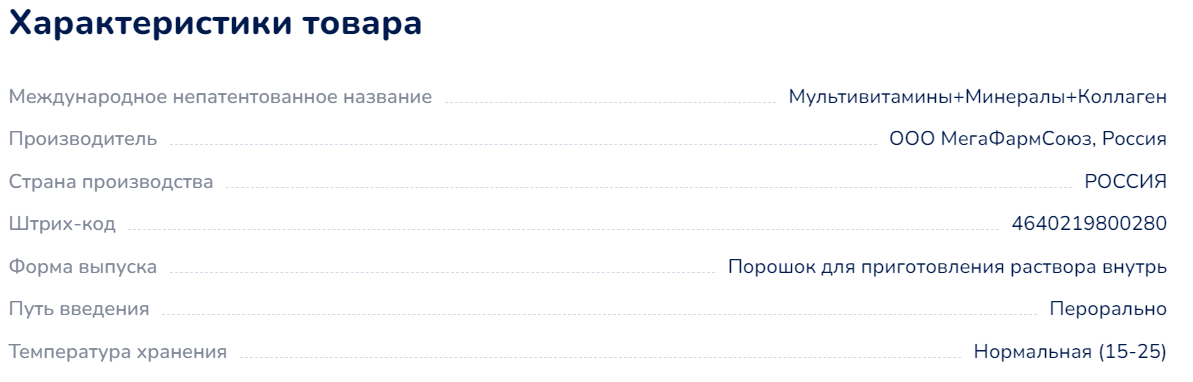 Характеристики товара
Международное непатентованное название Мультивитамины+Минералы+Коллаген
Производитель ООО МегаФармСоюз, Россия
Страна производства РОССИЯ
Штрих-код 4640219800280
Форма выпуска Порошок для приготовления раствора внутрь
Путь введения Перорально
Температура хранения Нормальная (15-25)